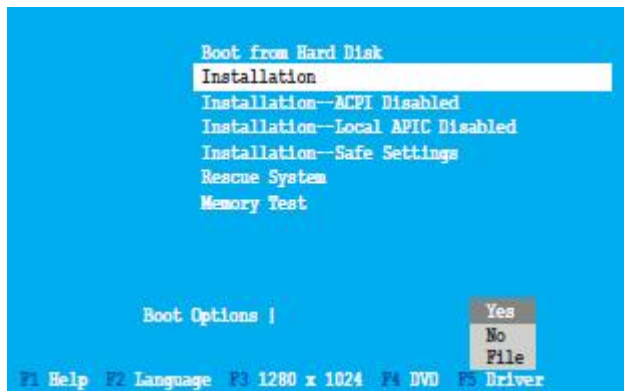 Boot from Hard Disk
Installation
Installation--ACPI Disabled
Installation--Local APIC Disabled
Installation--Safe Settings
Rescue System
Memory Test
Boot Options |
Yes
No
File
F1 Help F2 Language F3 1280 x 1024 F4 DVD F5 Driver